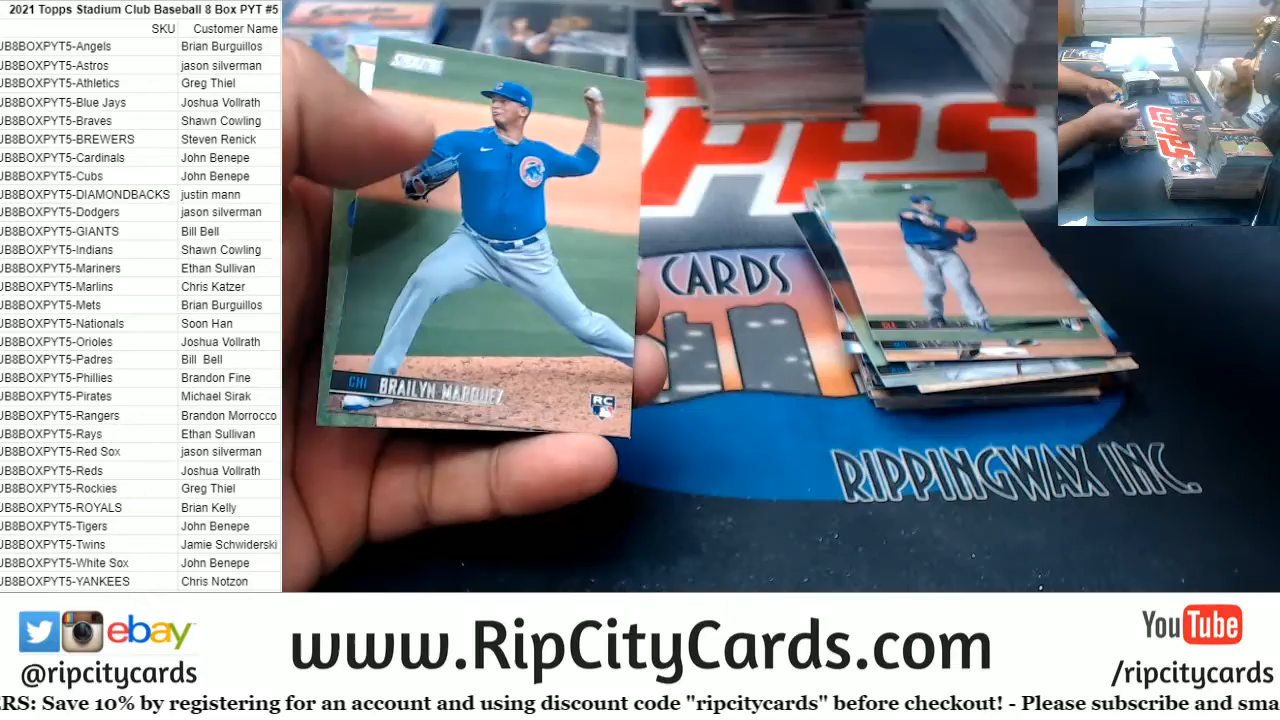 2021 Topps Stadium Club Baseball 8 Box PYT #5
SKU Customer Name
JB8BOXPYT5-Angels Brian Burguillos
JB8BOXPYT5-Astros jason silverman
JB8BOXPYT5-Athletics Greg Thiel
JB8BOXPYT5-Blue Jays Joshua Vollrath
JB8BOXPYT5-Braves Shawn Cowling
JB8BOXPYT5-BREWERS Steven Renick
JB8BOXPYT5-Cardinals John Benepe
JB8BOXPYT5-Cubs John Benepe
JB8BOXPYT5-DIAMONDBACKS justin mann
JB8BOXPYT5-Dodgers jason silverman
JB8BOXPYT5-GIANTS Bill Bell
JB8BOXPYT5-Indians Shawn Cowling
JB8BOXPYT5-Mariners Ethan Sullivan
JB8BOXPYT5-Marlins Chris Katzer
JB8BOXPYT5-Mets Brian Burguillos
JB8BOXPYT5-Nationals Soon Han
JB8BOXPYT5-Orioles Joshua Vollrath
JB8BOXPYT5-Padres Bill Bell
JB8BOXPYT5-Phillies Brandon Fine
JB8BOXPYT5-Pirates Michael Sirak
JB8BOXPYT5-Rangers Brandon Morrocco
JB8BOXPYT5-Rays Ethan Sullivan
JB8BOXPYT5-Red Sox jason silverman
JB8BOXPYT5-Reds Joshua Vollrath
JB8BOXPYT5-Rockies Greg Thiel
JB8BOXPYT5-ROYALS Brian Kelly
JB8BOXPYT5-Tigers John Benepe
JB8BOXPYT5-Twins Jamie Schwiderski
JB8BOXPYT5-White Sox John Benepe
JB8BOXPYT5-YANKEES Chris Notzon
CHI BRAILYN MARQUEZ
RC
CARDS
RIPPINGWAX INC.
ebay
@ripcitycards
www.RipCityCards.com
YouTube
/ripcitycards
ERS: Save 10% by registering for an account and using discount code "ripcitycards" before checkout! - Please subscribe and sma